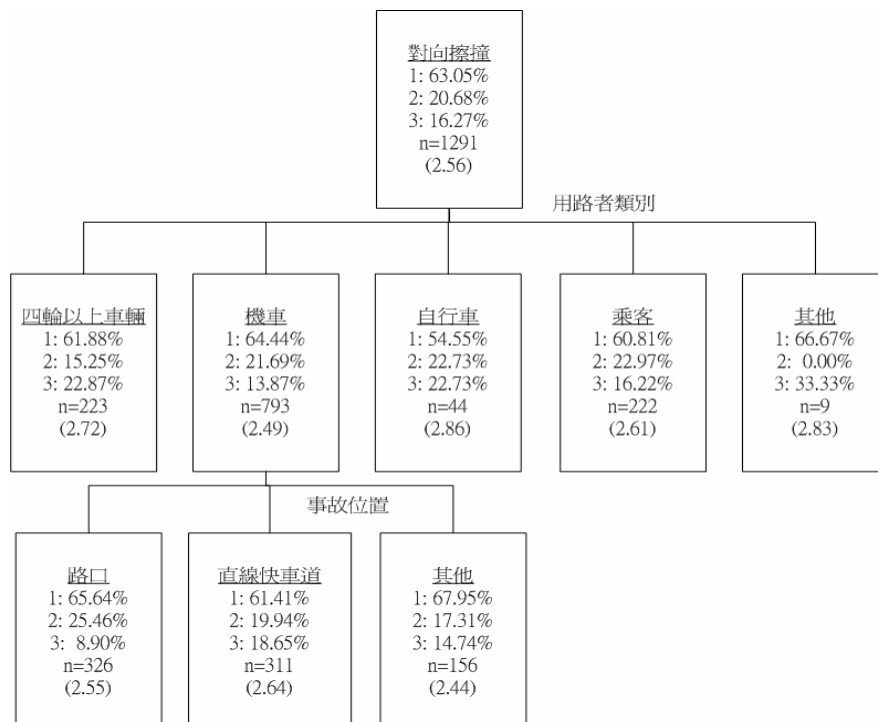 對向擦撞
1: 63.05%
2: 20.68%
3: 16.27%
n=1291
(2.56)
用路者類別
四輪以上車輛
1: 61.88%
2: 15.25%
3: 22.87%
n=223
(2.72)
機車
1: 64.44%
2: 21.69%
3: 13.87%
n=793
(2.49)
自行車
1: 54.55%
2: 22.73%
3: 22.73%
n=44
(2.86)
乘客
1: 60.81%
2: 22.97%
3: 16.22%
n=222
(2.61)
其他
1: 66.67%
2: 0.00%
3: 33.33%
n=9
(2.83)
事故位置
路口
1: 65.64%
2: 25.46%
3: 8.90%
n=326
(2.55)
直線快車道
1: 61.41%
2: 19.94%
3: 18.65%
n=311
(2.64)
其他
1: 67.95%
2: 17.31%
3: 14.74%
n=156
(2.44)